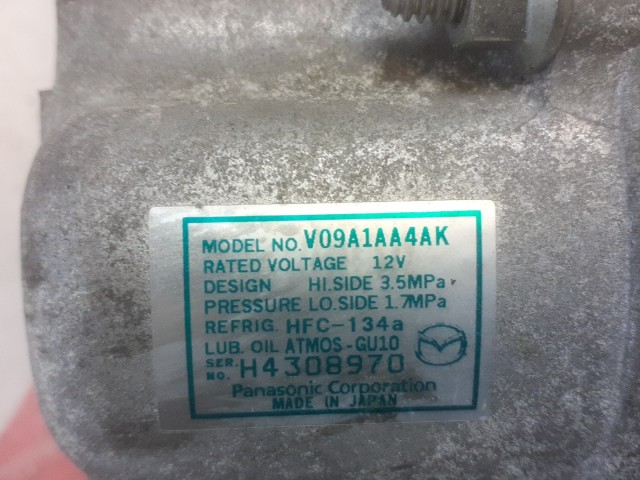 MODEL NO. V09A1AA4AK
RATED VOLTAGE 12V
DESIGN HI.SIDE 3.5MPa
PRESSURE LO.SIDE 1.7MPa
REFRIG. HFC-134a
LUB. OIL ATMOS-GU10
SER. NO. H4308970
Panasonic Corporation
MADE IN JAPAN